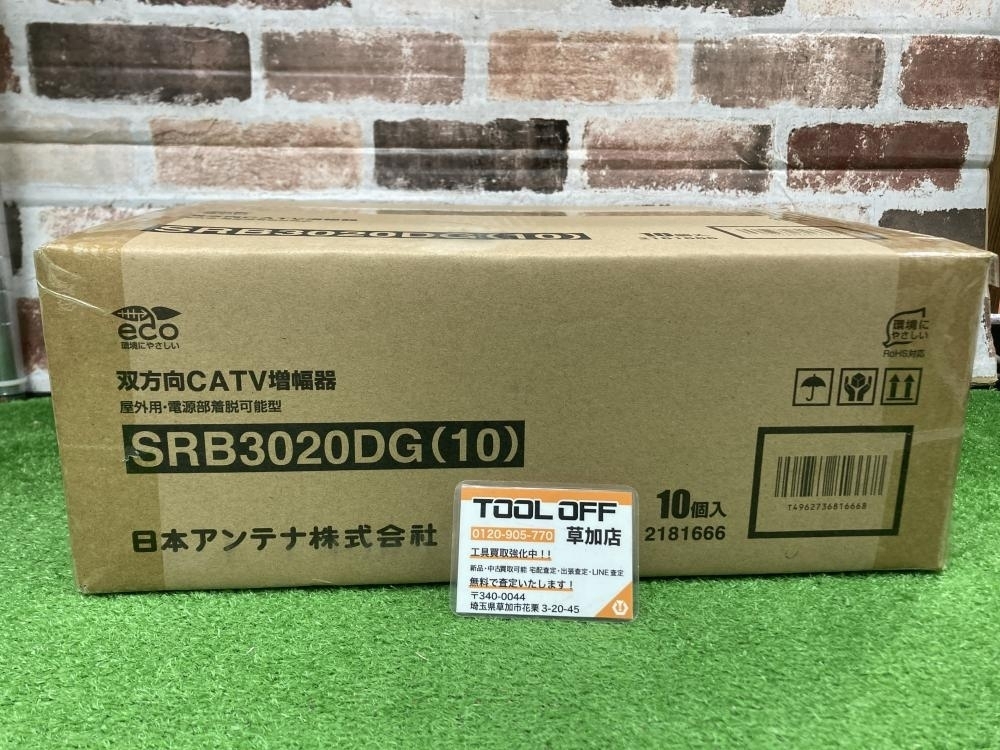 SRB3020DG(10)
2181666
eco
環境にやさしい
環境に
やさしい
RoHS対応
双方向CATV増幅器
屋外用・電源部着脱可能型
SRB3020DG(10)
日本アンテナ株式会社
10個入
2181666
T4962736816668
TOOL OFF
0120-905-770 草加店
工具買取強化中!!
新品・中古買取可能 宅配査定・出張査定・LINE査定
無料で査定いたします!
〒340-0044
埼玉県草加市花栗 3-20-45